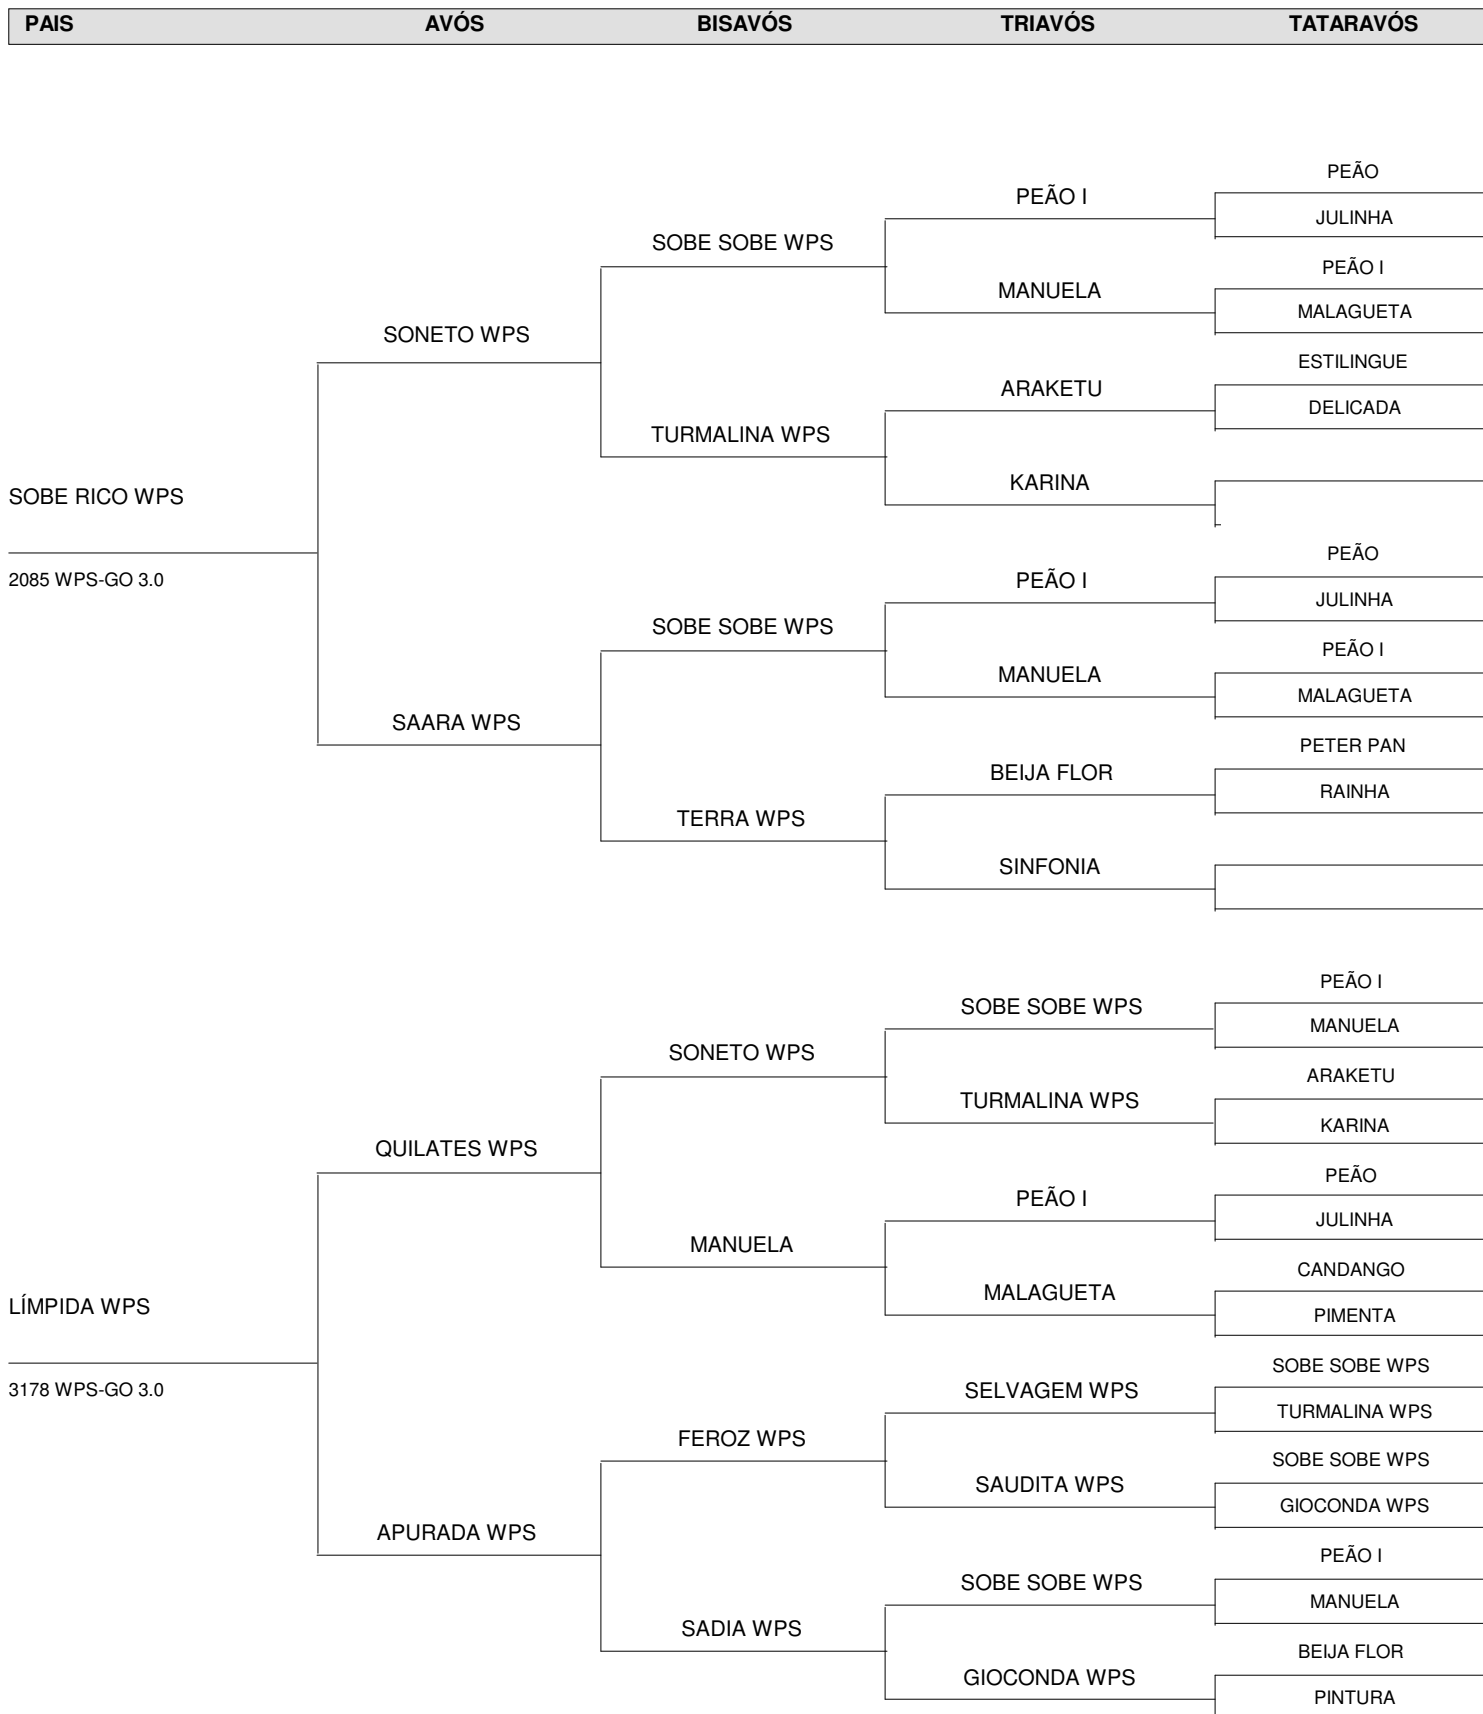 PAIS AVÓS BISAVÓS TRIAVÓS TATARAVÓS
PEÃO
PEÃO I
JULINHA
SOBE SOBE WPS
PEÃO I
MANUELA
MALAGUETA
SONETO WPS
ESTILINGUE
ARAKETU
DELICADA
TURMALINA WPS
KARINA
SOBE RICO WPS
PEÃO
2085 WPS-GO 3.0
PEÃO I
JULINHA
SOBE SOBE WPS
PEÃO I
MANUELA
MALAGUETA
SAARA WPS
PETER PAN
BEIJA FLOR
RAINHA
TERRA WPS
SINFONIA
PEÃO I
SOBE SOBE WPS
MANUELA
SONETO WPS
ARAKETU
TURMALINA WPS
KARINA
QUILATES WPS
PEÃO
PEÃO I
JULINHA
MANUELA
CANDANGO
MALAGUETA
LÍMPIDA WPS
PIMENTA
SOBE SOBE WPS
3178 WPS-GO 3.0
SELVAGEM WPS
TURMALINA WPS
FEROZ WPS
SOBE SOBE WPS
SAUDITA WPS
GIOCONDA WPS
APURADA WPS
PEÃO I
SOBE SOBE WPS
MANUELA
SADIA WPS
BEIJA FLOR
GIOCONDA WPS
PINTURA